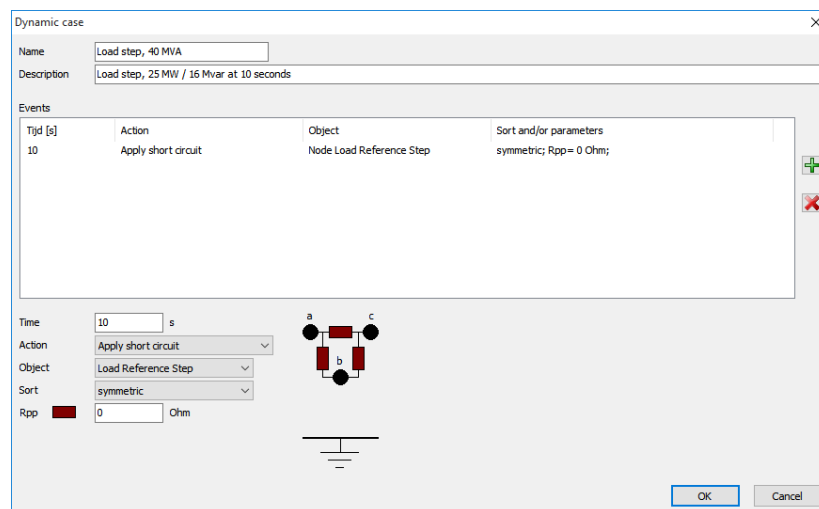 Dynamic case
Name Load step, 40 MVA
Description Load step, 25 MW / 16 Mvar at 10 seconds
Events
Tijd [s] Action Object Sort and/or parameters
10 Apply short circuit Node Load Reference Step symmetric; Rpp= 0 Ohm;
Time 10 s
Action Apply short circuit
Object Load Reference Step
Sort symmetric
Rpp 0 Ohm
a c
b
OK Cancel